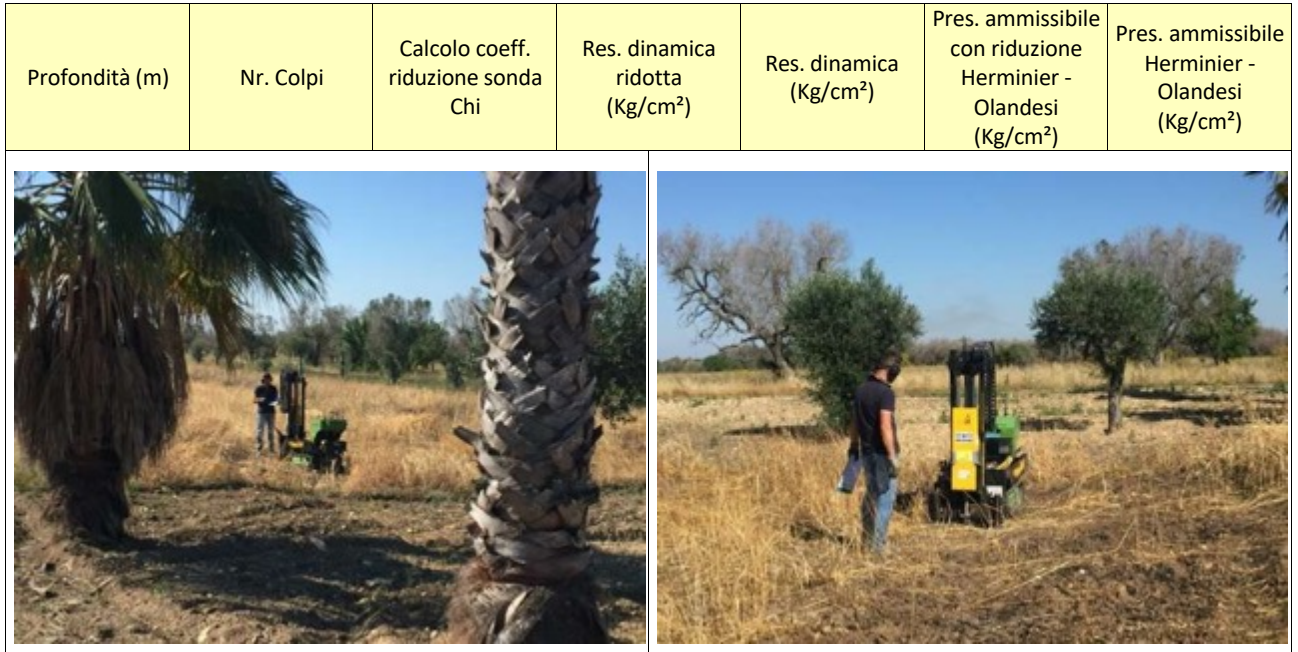 Profondità (m)
Nr. Colpi
Calcolo coeff.
riduzione sonda
Chi
Res. dinamica
ridotta
(Kg/cm²)
Res. dinamica
(Kg/cm²)
Pres. ammissibile
con riduzione
Herminier -
Olandesi
(Kg/cm²)
Pres. ammissibile
Herminier -
Olandesi
(Kg/cm²)